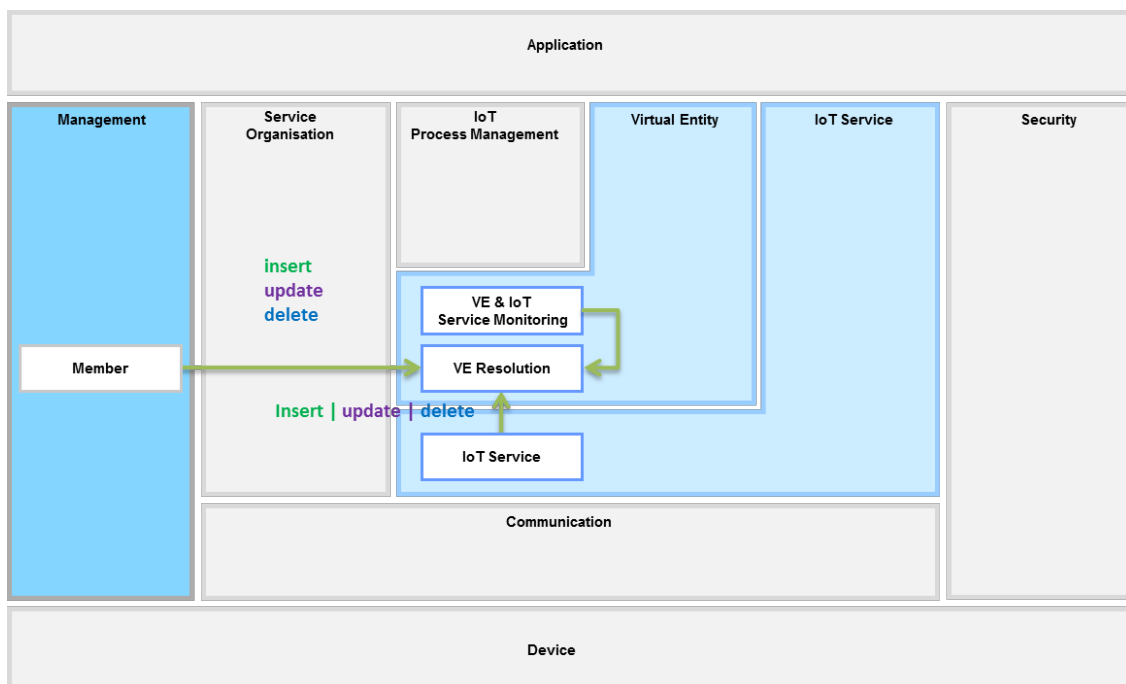 Application
Management
Service
Organisation
IoT
Process Management
Virtual Entity
IoT Service
Security
insert
update
delete
VE & IoT
Service Monitoring
Member
VE Resolution
Insert | update | delete
IoT Service
Communication
Device